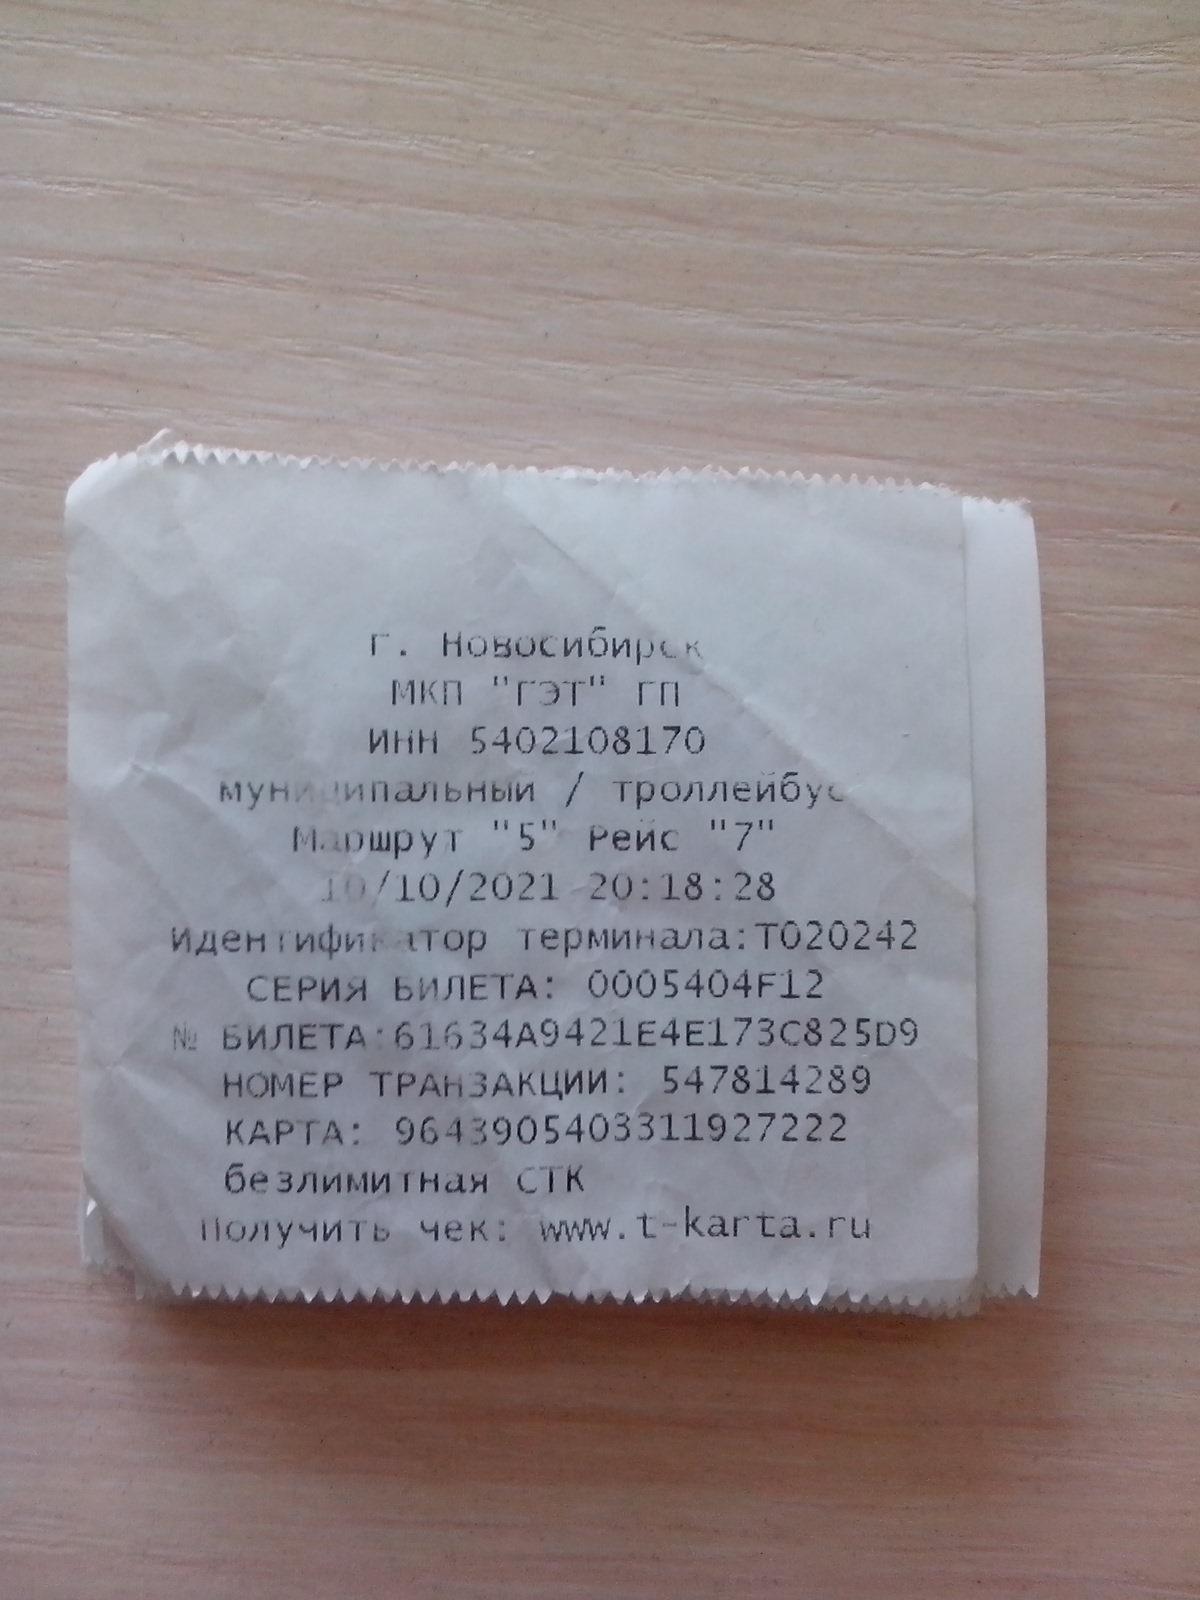 г. Новосибирск
МКП "ГЭТ" ГП
ИНН 5402108170
муниципальный / троллейбус
Маршрут "5" Рейс "7"
10/10/2021 20:18:28
Идентификатор терминала:T020242
СЕРИЯ БИЛЕТА: 0005404F12
№ БИЛЕТА:61634A9421E4E173C825D9
НОМЕР ТРАНЗАКЦИИ: 547814289
КАРТА: 9643905403311927222
безлимитная СТК
Получить чек: www.t-karta.ru